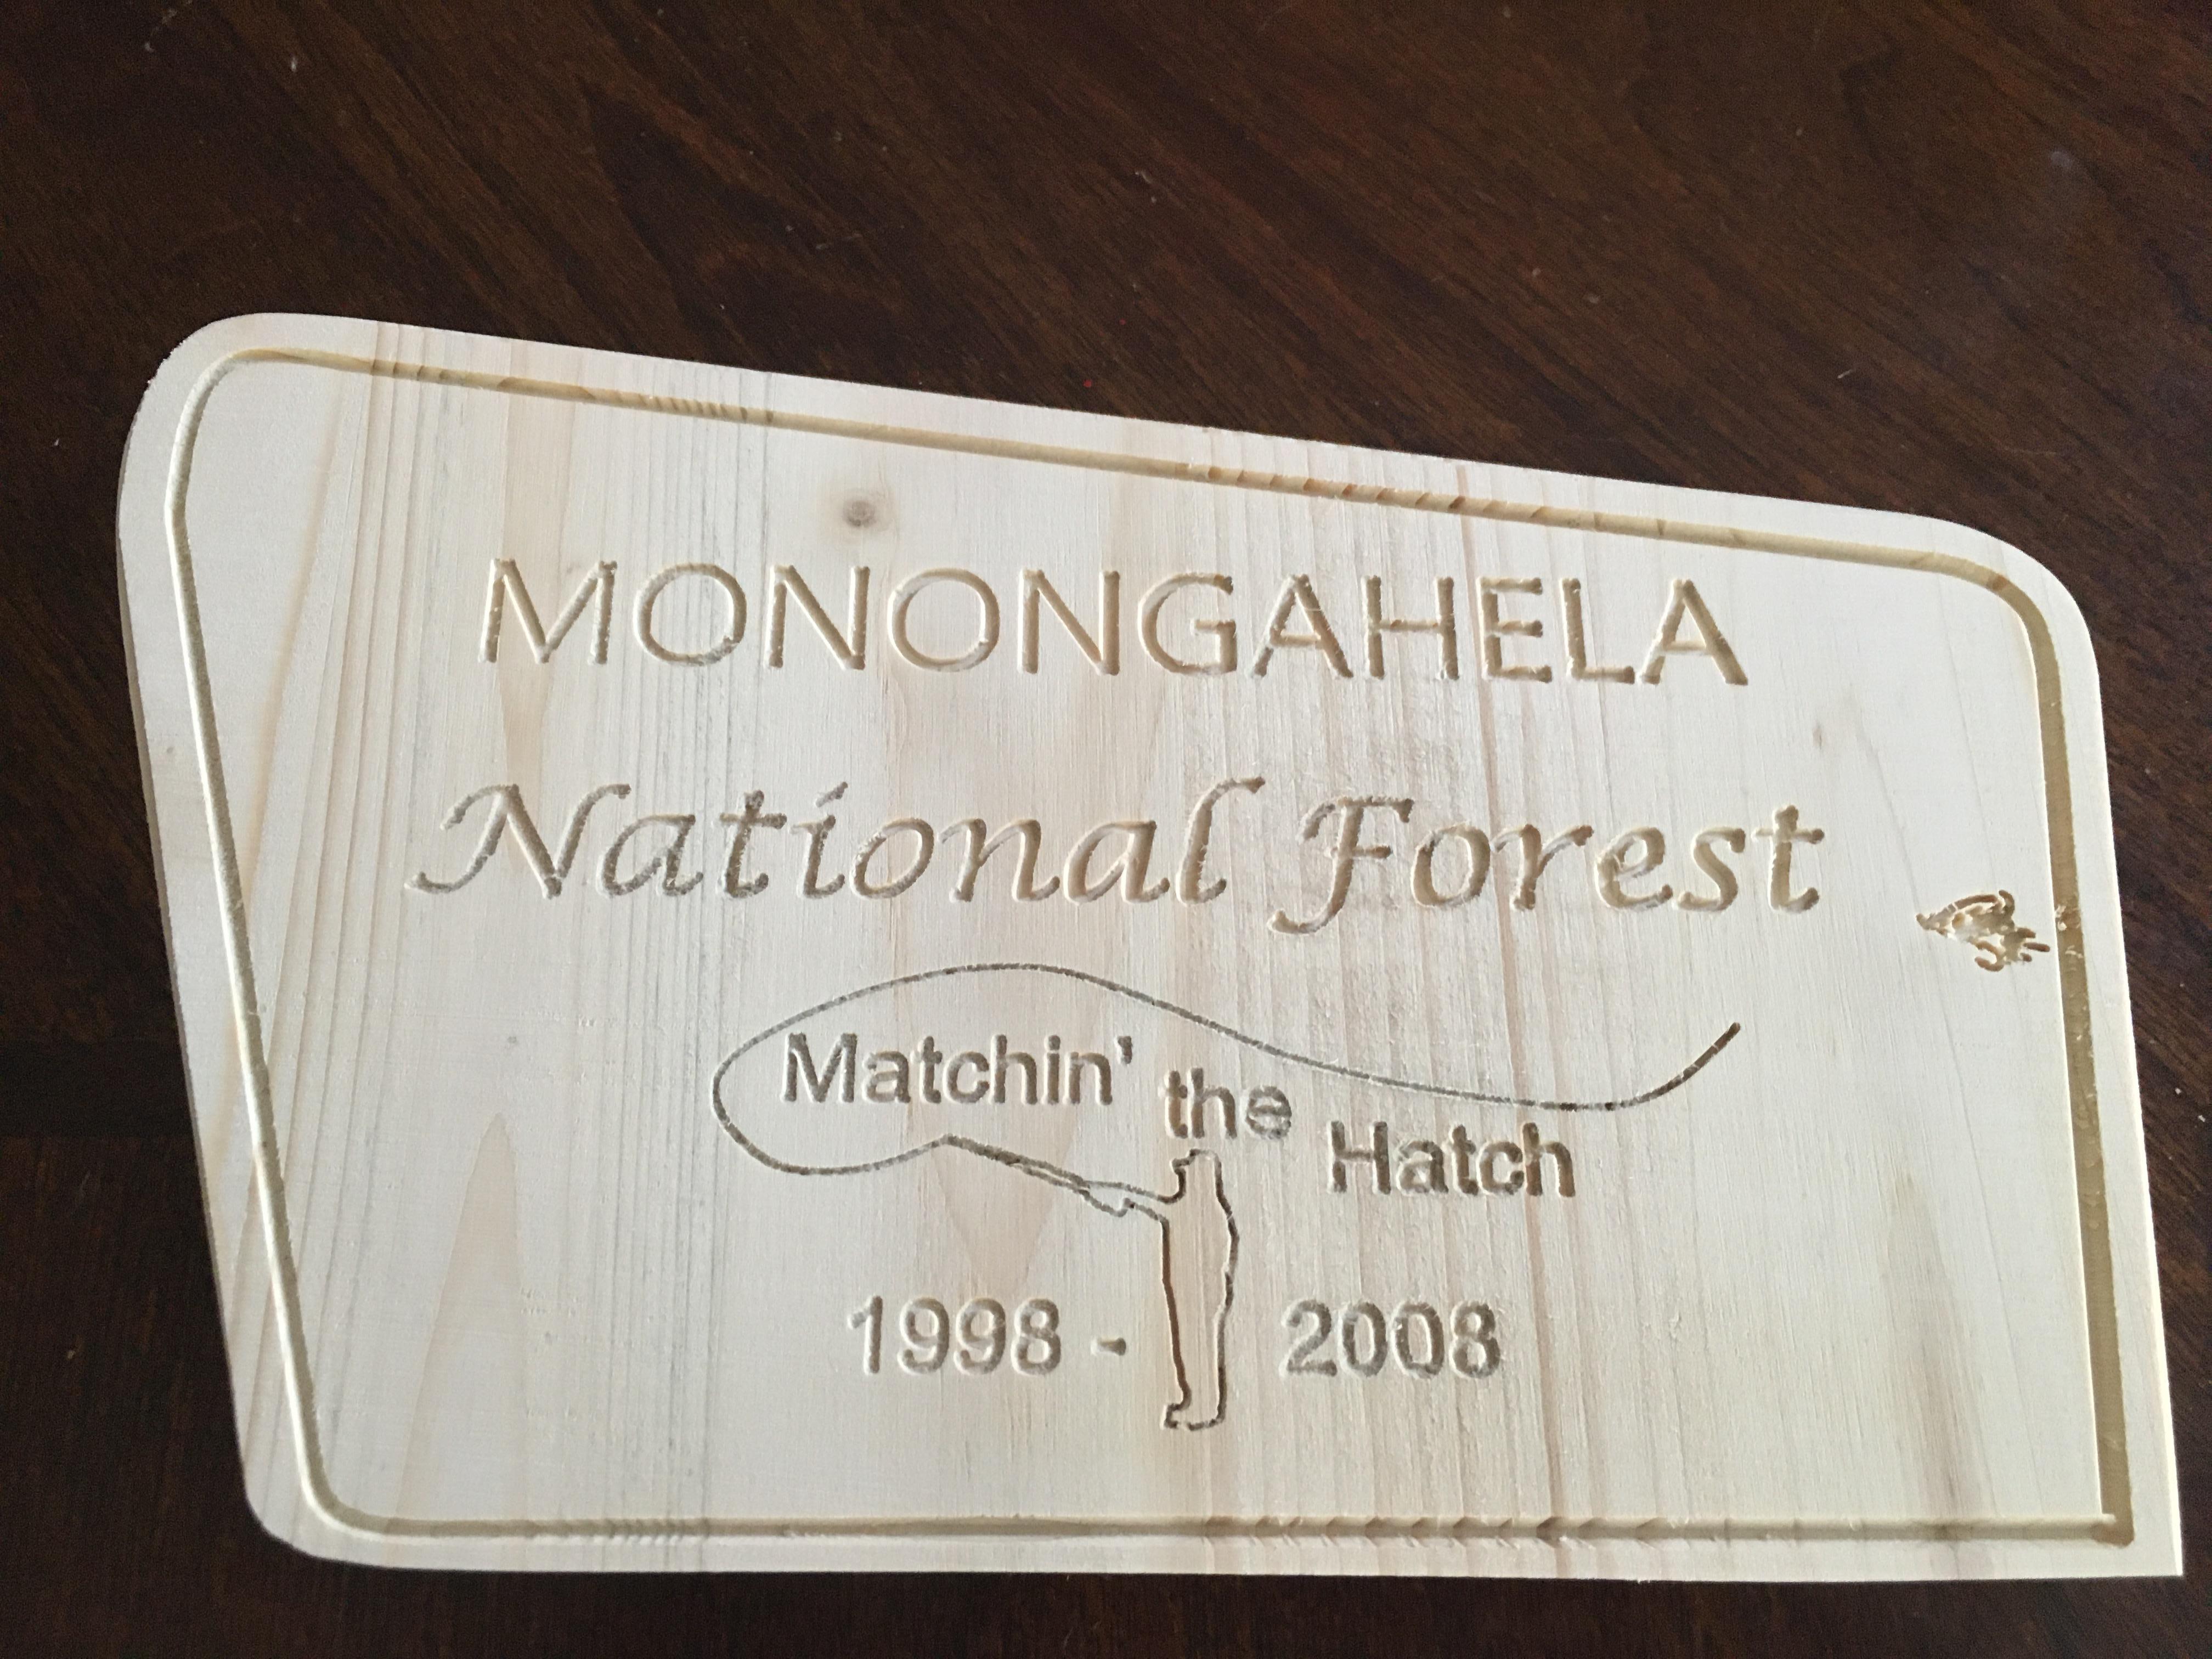 MONONGAHELA
National Forest
Matchin' the Hatch
1998 - 2008